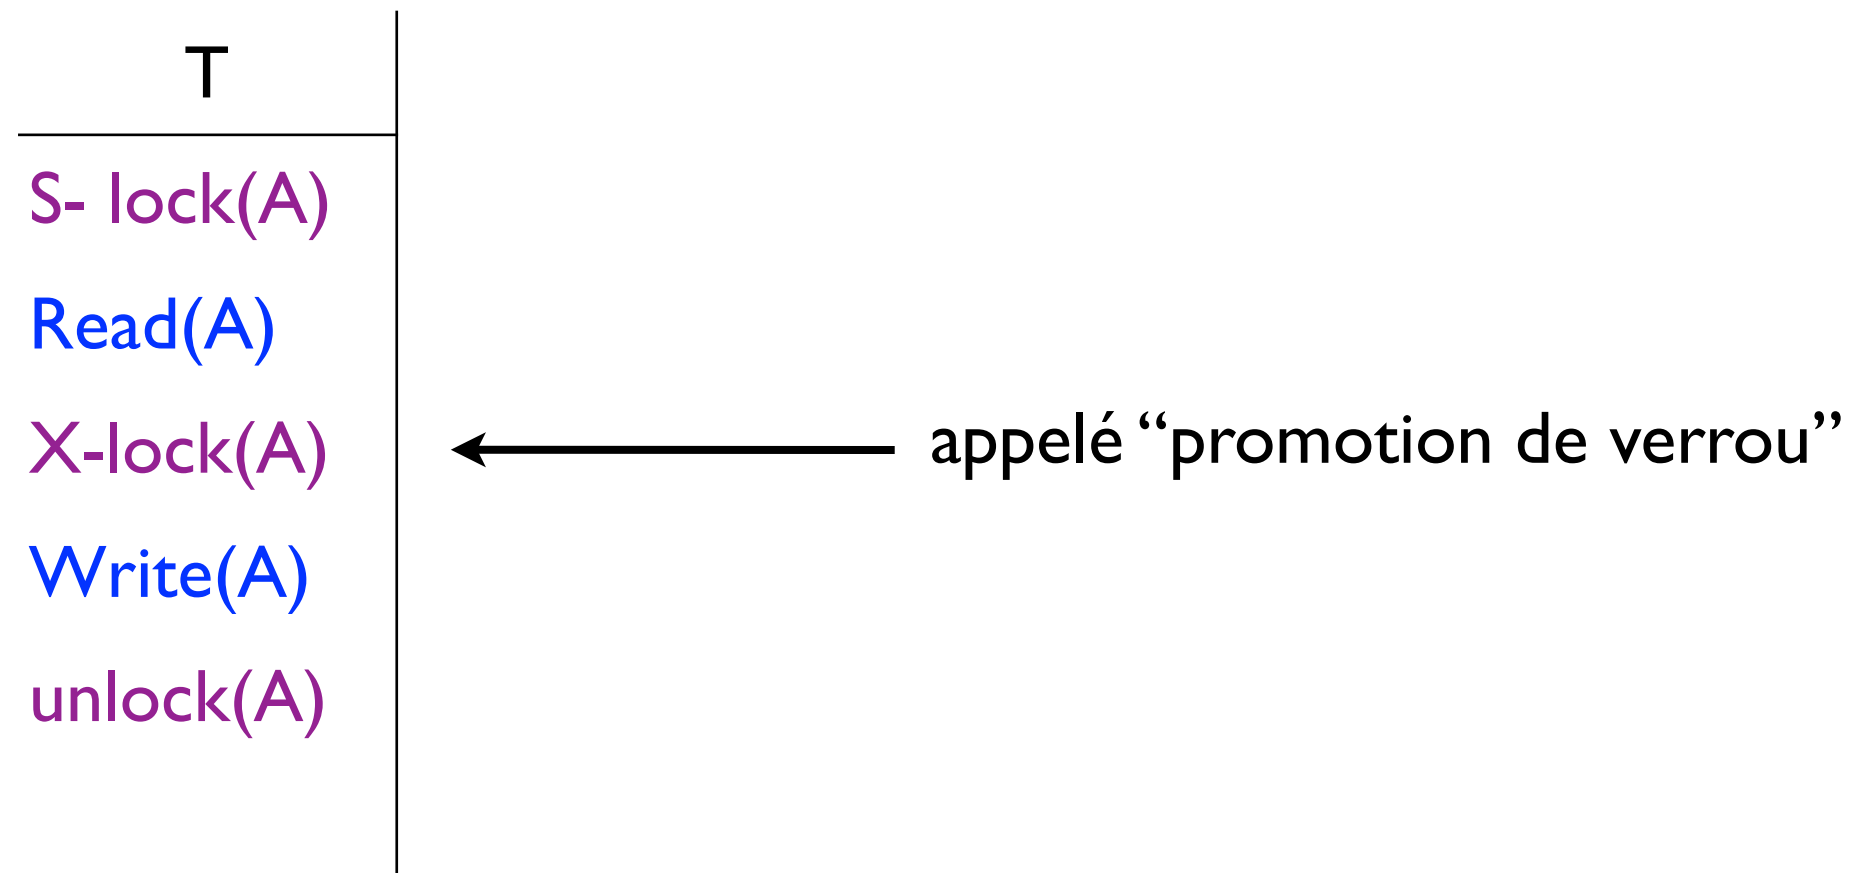 T
S- lock(A)
Read(A)
X-lock(A)
appelé “promotion de verrou”
Write(A)
unlock(A)